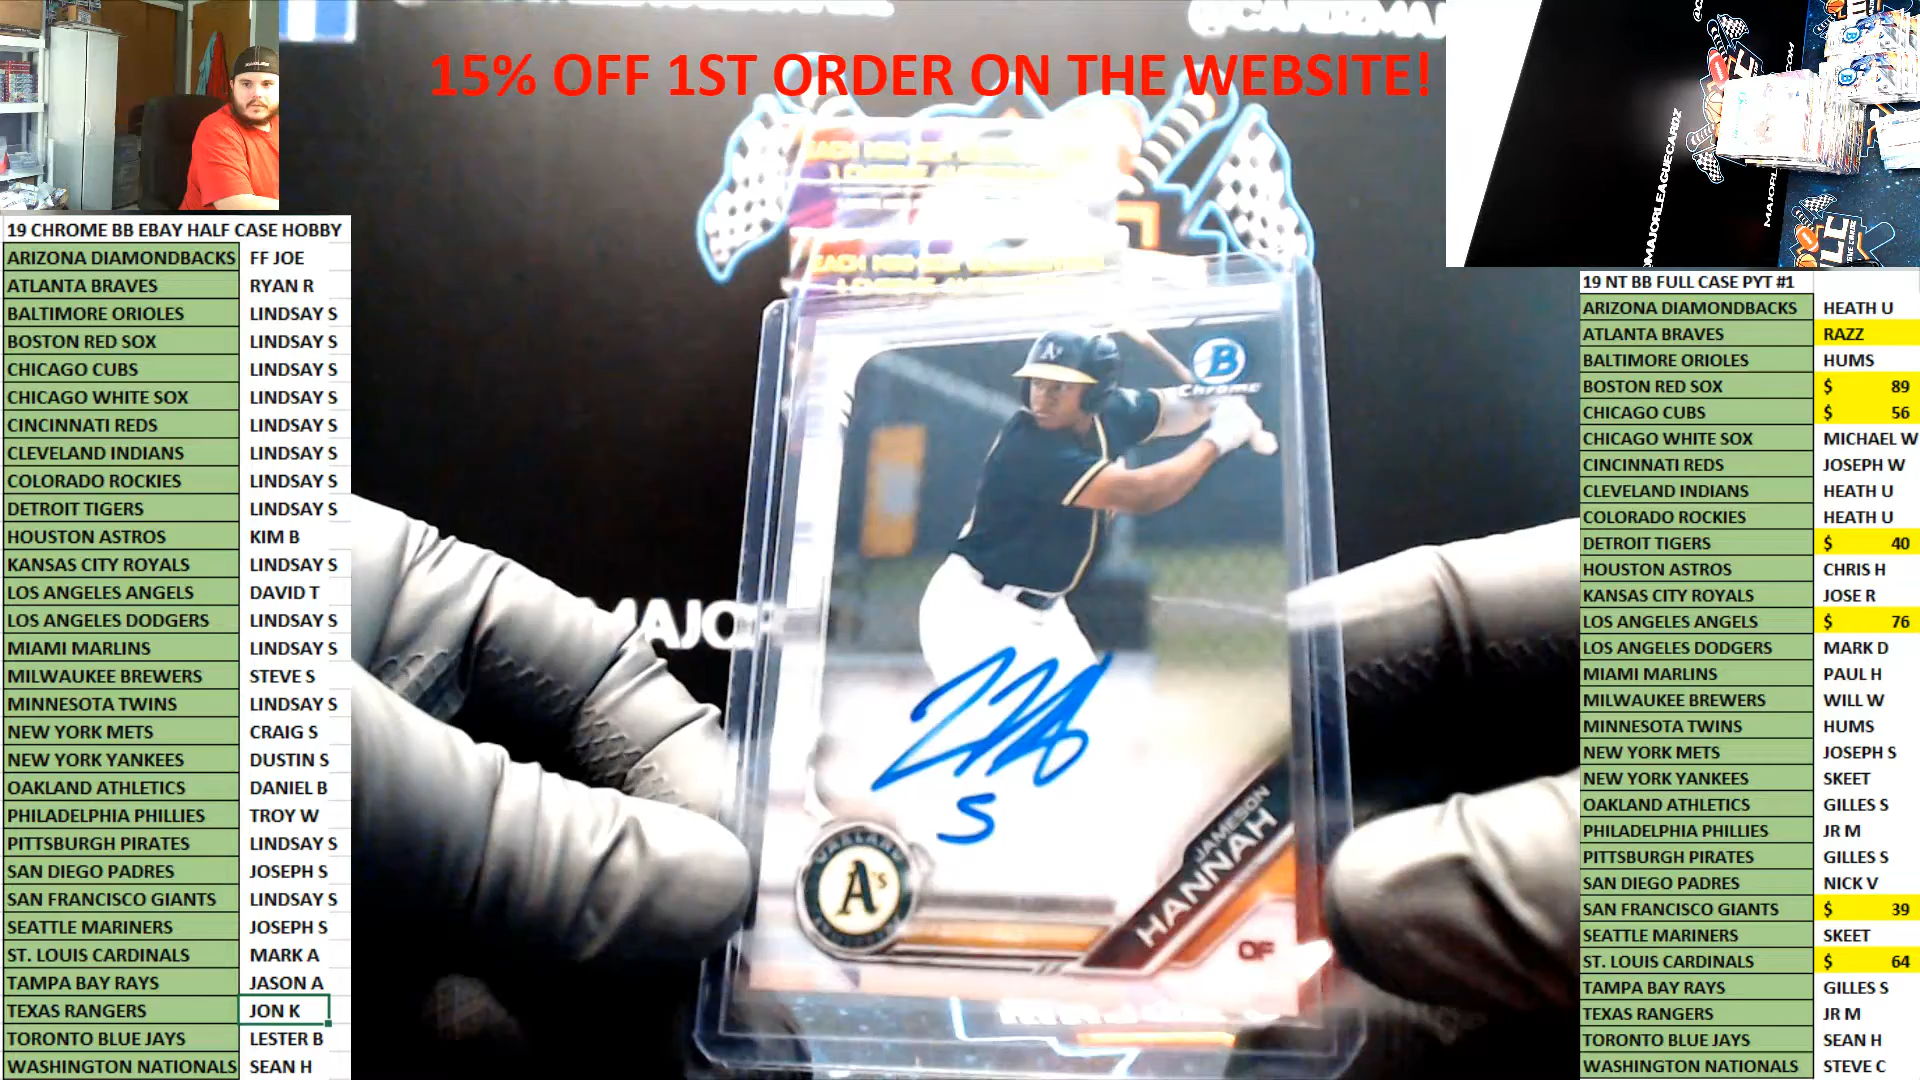 15% OFF 1ST ORDER ON THE WEBSITE!
19 CHROME BB EBAY HALF CASE HOBBY
ARIZONA DIAMONDBACKS FF JOE
ATLANTA BRAVES RYAN R
BALTIMORE ORIOLES LINDSAY S
BOSTON RED SOX LINDSAY S
CHICAGO CUBS LINDSAY S
CHICAGO WHITE SOX LINDSAY S
CINCINNATI REDS LINDSAY S
CLEVELAND INDIANS LINDSAY S
COLORADO ROCKIES LINDSAY S
DETROIT TIGERS LINDSAY S
HOUSTON ASTROS KIM B
KANSAS CITY ROYALS LINDSAY S
LOS ANGELES ANGELS DAVID T
LOS ANGELES DODGERS LINDSAY S
MIAMI MARLINS LINDSAY S
MILWAUKEE BREWERS STEVE S
MINNESOTA TWINS LINDSAY S
NEW YORK METS CRAIG S
NEW YORK YANKEES DUSTIN S
OAKLAND ATHLETICS DANIEL B
PHILADELPHIA PHILLIES TROY W
PITTSBURGH PIRATES LINDSAY S
SAN DIEGO PADRES JOSEPH S
SAN FRANCISCO GIANTS LINDSAY S
SEATTLE MARINERS JOSEPH S
ST. LOUIS CARDINALS MARK A
TAMPA BAY RAYS JASON A
TEXAS RANGERS JON K
TORONTO BLUE JAYS LESTER B
WASHINGTON NATIONALS SEAN H
A's
B
Chrome
MAJO
5
A's
JAMESON
HANNAH
OF
MAJORLEAGUECARDZ
19 NT BB FULL CASE PYT #1
ARIZONA DIAMONDBACKS HEATH U
ATLANTA BRAVES RAZZ
BALTIMORE ORIOLES HUMS
BOSTON RED SOX $ 89
CHICAGO CUBS $ 56
CHICAGO WHITE SOX MICHAEL W
CINCINNATI REDS JOSEPH W
CLEVELAND INDIANS HEATH U
COLORADO ROCKIES HEATH U
DETROIT TIGERS $ 40
HOUSTON ASTROS CHRIS H
KANSAS CITY ROYALS JOSE R
LOS ANGELES ANGELS $ 76
LOS ANGELES DODGERS MARK D
MIAMI MARLINS PAUL H
MILWAUKEE BREWERS WILL W
MINNESOTA TWINS HUMS
NEW YORK METS JOSEPH S
NEW YORK YANKEES SKEET
OAKLAND ATHLETICS GILLES S
PHILADELPHIA PHILLIES JR M
PITTSBURGH PIRATES GILLES S
SAN DIEGO PADRES NICK V
SAN FRANCISCO GIANTS $ 39
SEATTLE MARINERS SKEET
ST. LOUIS CARDINALS $ 64
TAMPA BAY RAYS GILLES S
TEXAS RANGERS JR M
TORONTO BLUE JAYS SEAN H
WASHINGTON NATIONALS STEVE C